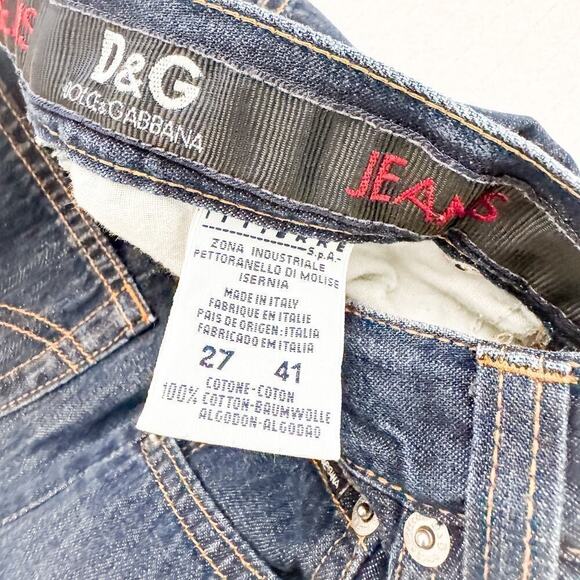 D&G
DOLCE&GABBANA
JEANS
ITTIERRE
S.p.A.-
ZONA INDUSTRIALE
PETTORANELLO DI MOLISE
ISERNIA
MADE IN ITALY
FABRIQUE EN ITALIE
PAIS DE ORIGEN: ITALIA
FABRICADO EM ITALIA
27 41
COTONE-COTON
100% COTTON-BAUMWOLLE
ALGODON-ALGODAO